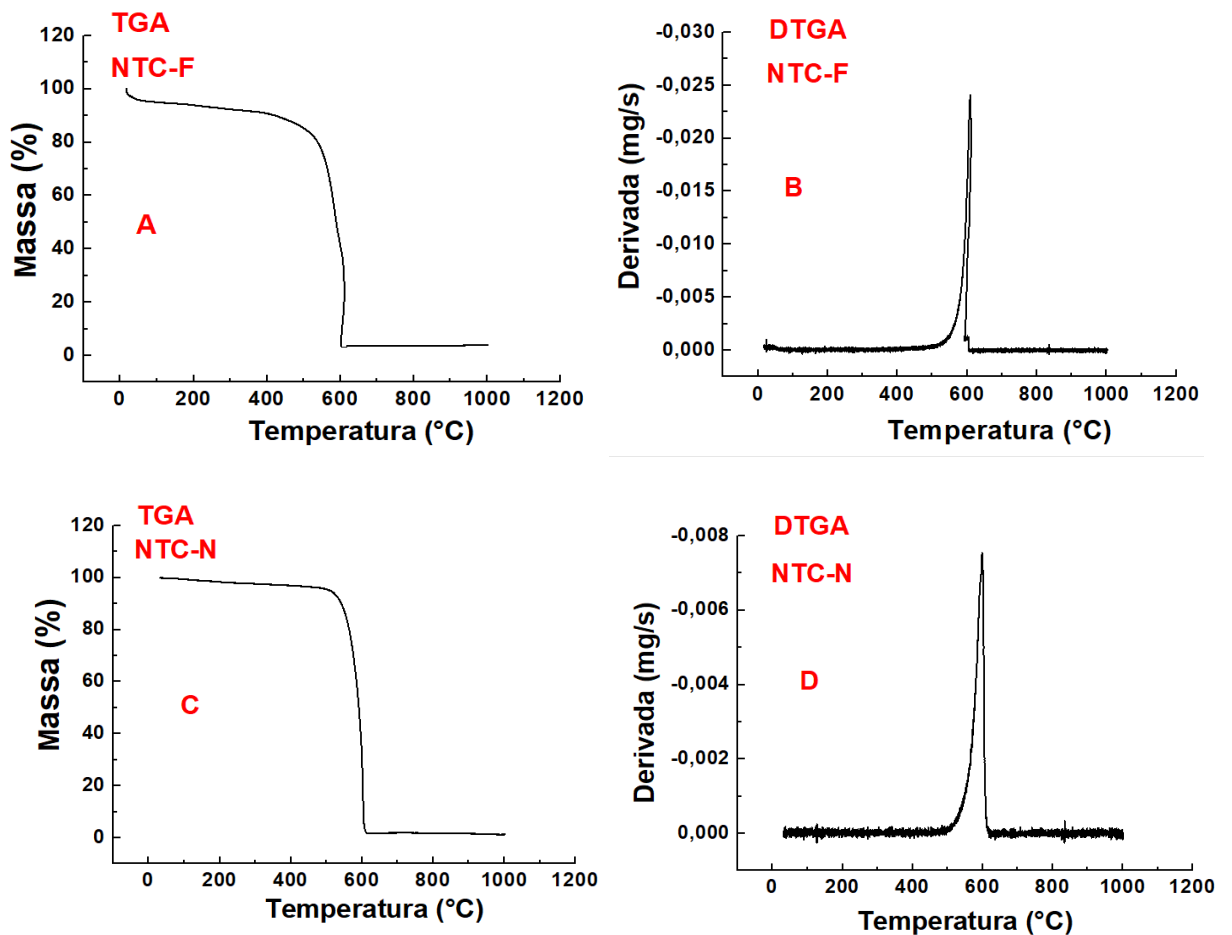 TGA
NTC-F
A
Massa (%)
120
100
80
60
40
20
0
0 200 400 600 800 1000 1200
Temperatura (°C)
DTGA
NTC-F
B
Derivada (mg/s)
-0,030
-0,025
-0,020
-0,015
-0,010
-0,005
0,000
0 200 400 600 800 1000 1200
Temperatura (°C)
TGA
NTC-N
C
Massa (%)
120
100
80
60
40
20
0
0 200 400 600 800 1000 1200
Temperatura (°C)
DTGA
NTC-N
D
Derivada (mg/s)
-0,008
-0,006
-0,004
-0,002
0,000
0 200 400 600 800 1000 1200
Temperatura (°C)